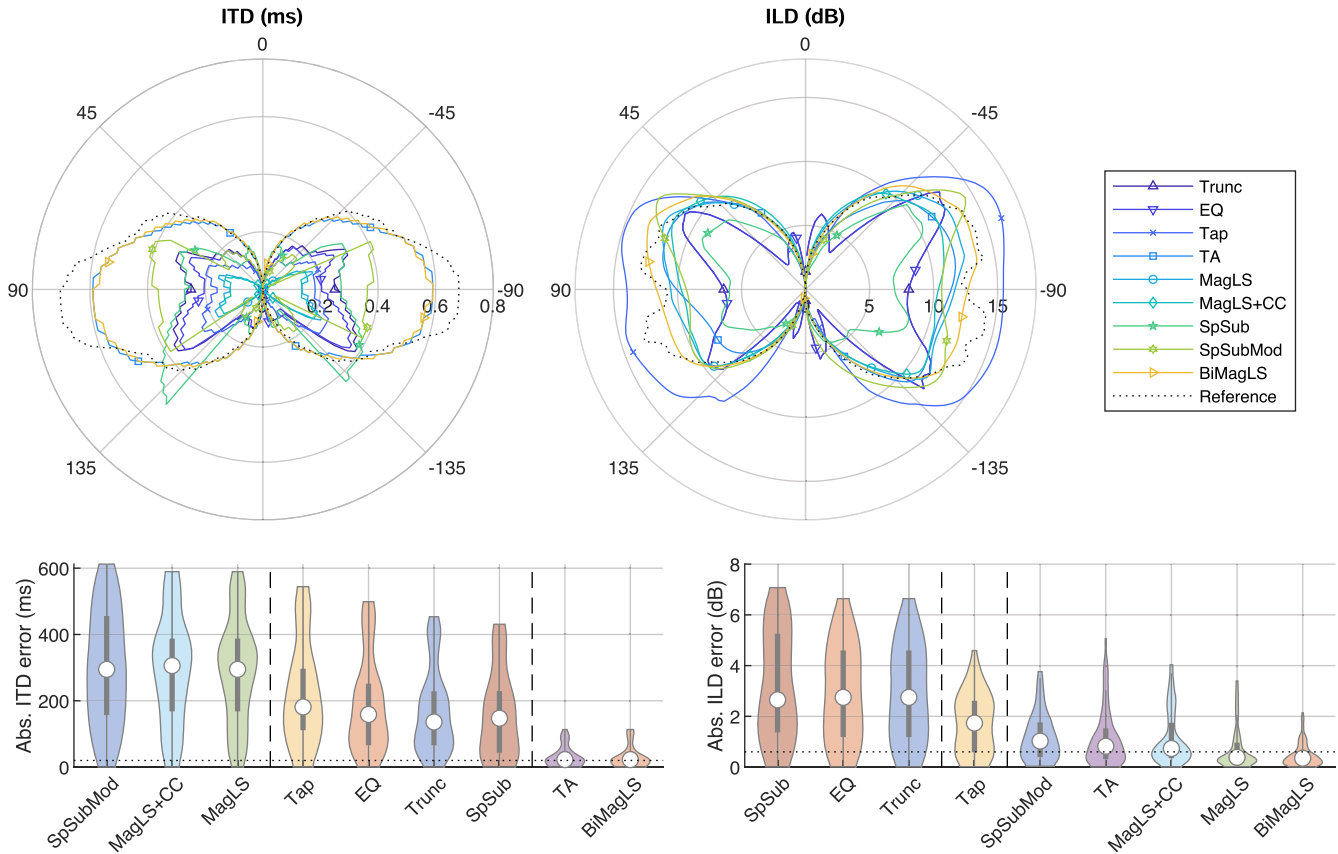 ITD (ms)
ILD (dB)
0
0
45
-45
45
-45
90
0.2
0.4
0.6
0.8
-90
90
5
10
15
-90
135
-135
135
-135
Trunc
EQ
Tap
TA
MagLS
MagLS+CC
SpSub
SpSubMod
BiMagLS
Reference
Abs. ITD error (ms)
600
400
200
0
SpSubMod
MagLS+CC
MagLS
Tap
EQ
Trunc
SpSub
TA
BiMagLS
Abs. ILD error (dB)
8
6
4
2
0
SpSub
EQ
Trunc
Tap
SpSubMod
TA
MagLS+CC
MagLS
BiMagLS